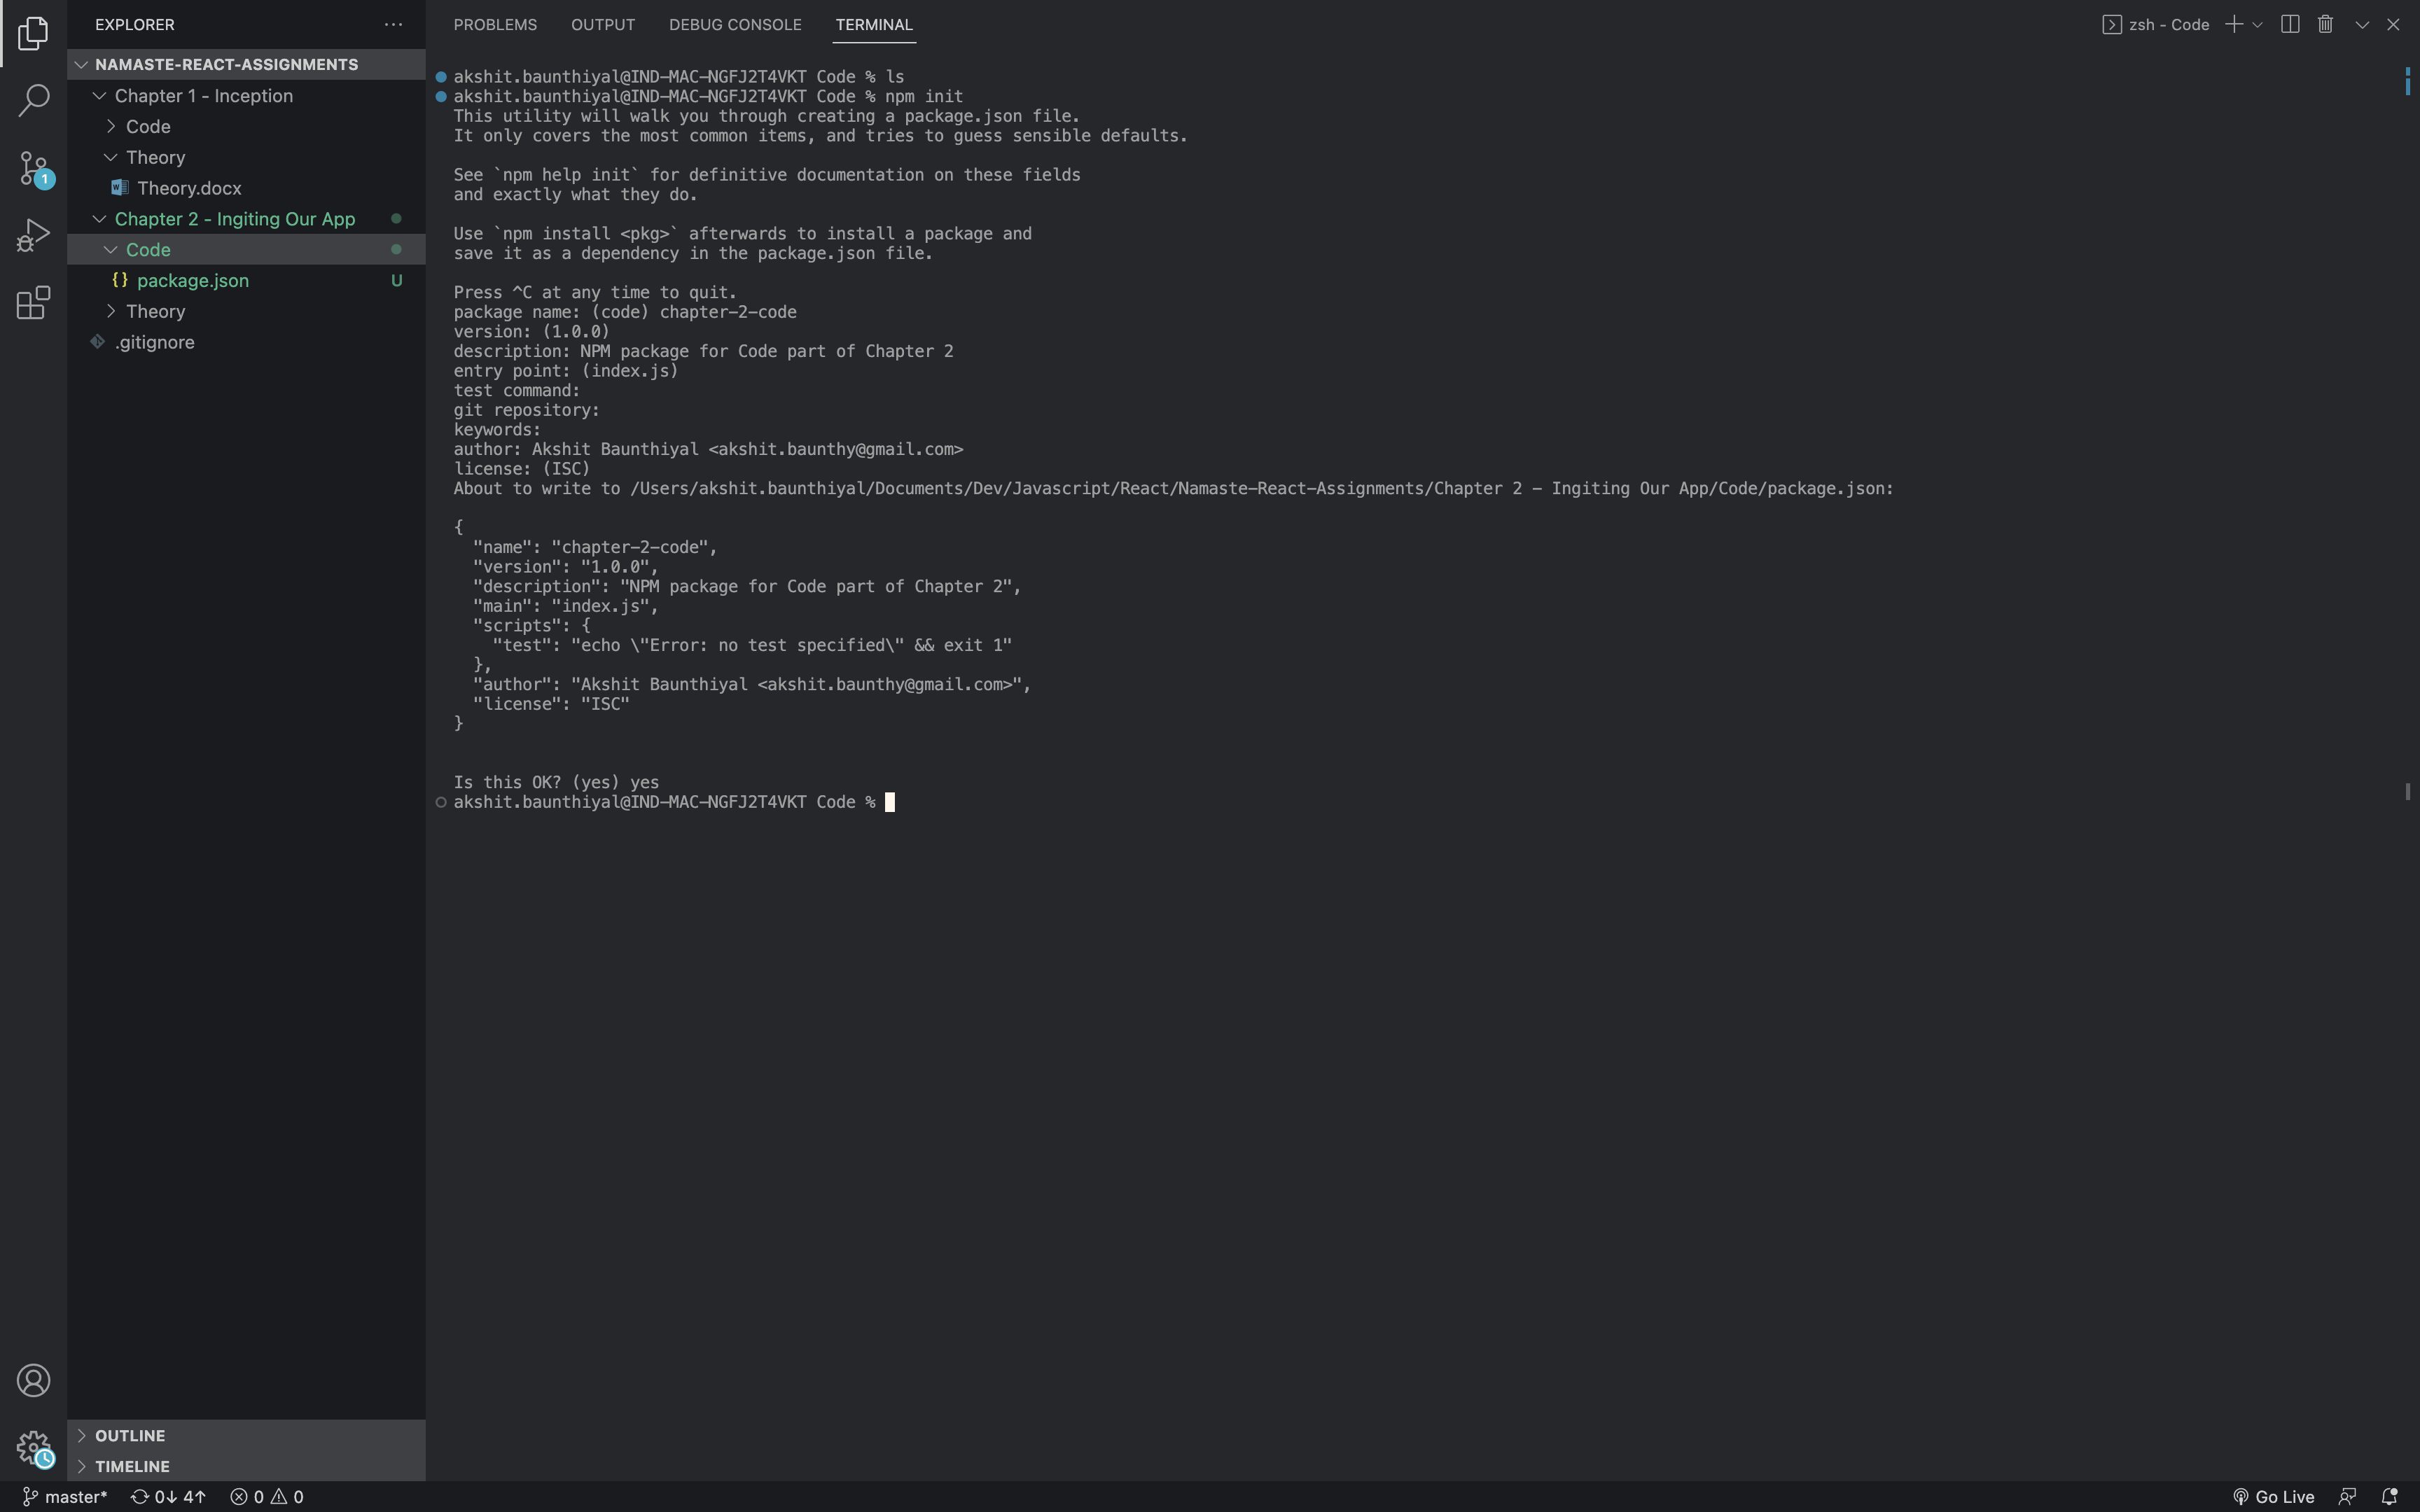 EXPLORER
NAMASTE-REACT-ASSIGNMENTS
Chapter 1 - Inception
Code
Theory
Theory.docx
Chapter 2 - Ingiting Our App
Code
{} package.json U
Theory
.gitignore
OUTLINE
TIMELINE
1
PROBLEMS OUTPUT DEBUG CONSOLE TERMINAL
zsh - Code
akshit.baunthiyal@IND-MAC-NGFJ2T4VKT Code % ls
akshit.baunthiyal@IND-MAC-NGFJ2T4VKT Code % npm init
This utility will walk you through creating a package.json file.
It only covers the most common items, and tries to guess sensible defaults.
See `npm help init` for definitive documentation on these fields
and exactly what they do.
Use `npm install <pkg>` afterwards to install a package and
save it as a dependency in the package.json file.
Press ^C at any time to quit.
package name: (code) chapter-2-code
version: (1.0.0)
description: NPM package for Code part of Chapter 2
entry point: (index.js)
test command:
git repository:
keywords:
author: Akshit Baunthiyal <akshit.baunthy@gmail.com>
license: (ISC)
About to write to /Users/akshit.baunthiyal/Documents/Dev/Javascript/React/Namaste-React-Assignments/Chapter 2 - Ingiting Our App/Code/package.json:
{
"name": "chapter-2-code",
"version": "1.0.0",
"description": "NPM package for Code part of Chapter 2",
"main": "index.js",
"scripts": {
"test": "echo \"Error: no test specified\" && exit 1"
},
"author": "Akshit Baunthiyal <akshit.baunthy@gmail.com>",
"license": "ISC"
}
Is this OK? (yes) yes
akshit.baunthiyal@IND-MAC-NGFJ2T4VKT Code %
master* 0↓ 4↑ 0 0
Go Live